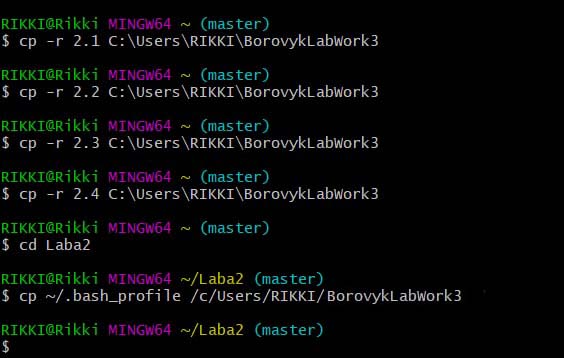 RIKKI@Rikki MINGW64 ~ (master)
$ cp -r 2.1 C:\Users\RIKKI\BorovykLabWork3
RIKKI@Rikki MINGW64 ~ (master)
$ cp -r 2.2 C:\Users\RIKKI\BorovykLabWork3
RIKKI@Rikki MINGW64 ~ (master)
$ cp -r 2.3 C:\Users\RIKKI\BorovykLabWork3
RIKKI@Rikki MINGW64 ~ (master)
$ cp -r 2.4 C:\Users\RIKKI\BorovykLabWork3
RIKKI@Rikki MINGW64 ~ (master)
$ cd Laba2
RIKKI@Rikki MINGW64 ~/Laba2 (master)
$ cp ~/.bash_profile /c/Users/RIKKI/BorovykLabWork3
RIKKI@Rikki MINGW64 ~/Laba2 (master)
$